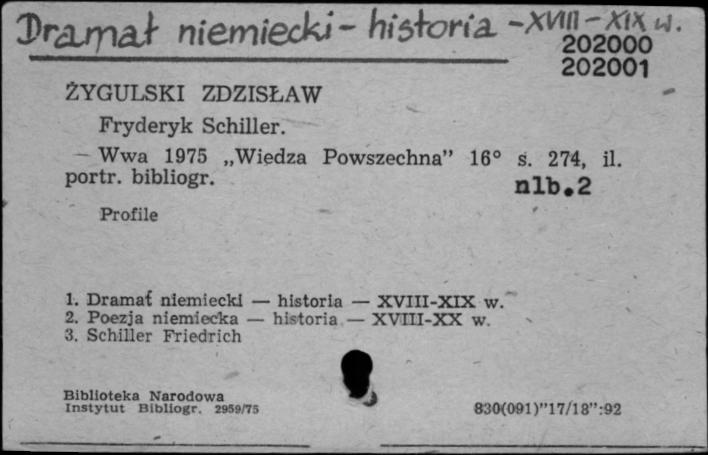 Dramat niemiecki - historia - XVIII - XIX w.
202000
202001
ŻYGULSKI ZDZISŁAW
Fryderyk Schiller.
— Wwa 1975 „Wiedza Powszechna” 16° s. 274, il.
portr. bibliogr. nlb.2
Profile
1. Dramat niemiecki — historia — XVIII-XIX w.
2. Poezja niemiecka — historia — XVIII-XX w.
3. Schiller Friedrich
Biblioteka Narodowa
Instytut Bibliogr. 2959/75 830(091)”17/18”:92